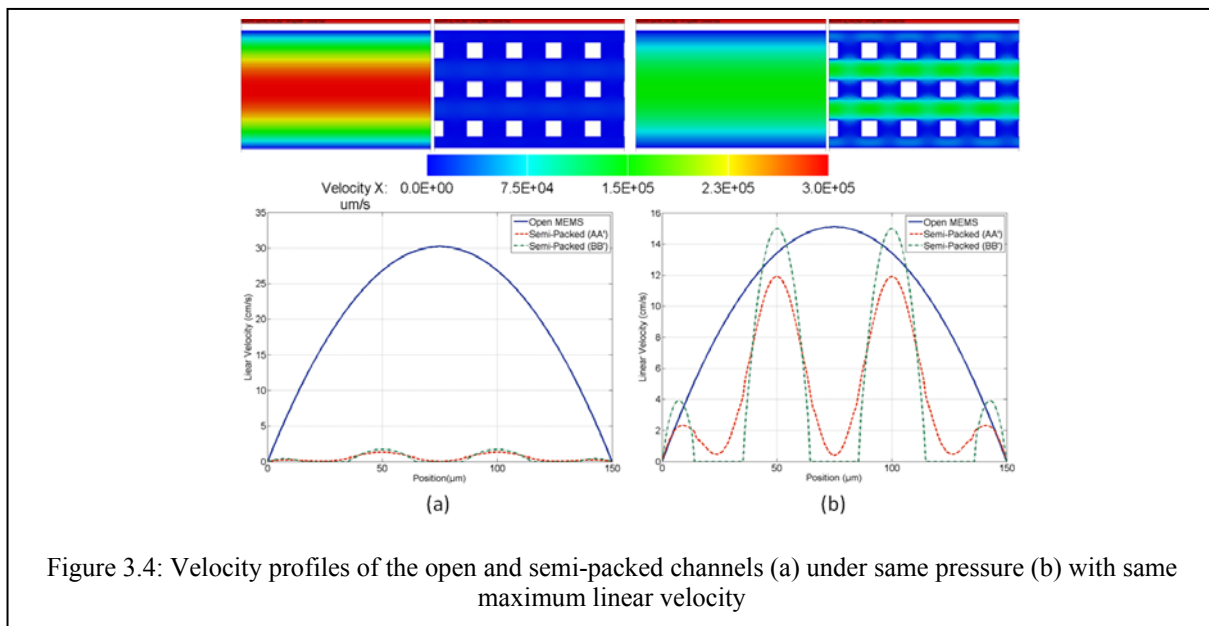 Velocity X: 0.0E+00 7.5E+04 1.5E+05 2.3E+05 3.0E+05
um/s
35
30
25
20
15
10
5
0
Liear Velocity (cm/s)
Open MEMS
Semi-Packed (AA')
Semi-Packed (BB')
0 50 100 150
Position(µm)
(a)
16
14
12
10
8
6
4
2
0
Linear Velocity (cm/s)
Open MEMS
Semi-Packed (AA')
Semi-Packed (BB')
0 50 100 150
Position (µm)
(b)
Figure 3.4: Velocity profiles of the open and semi-packed channels (a) under same pressure (b) with same
maximum linear velocity